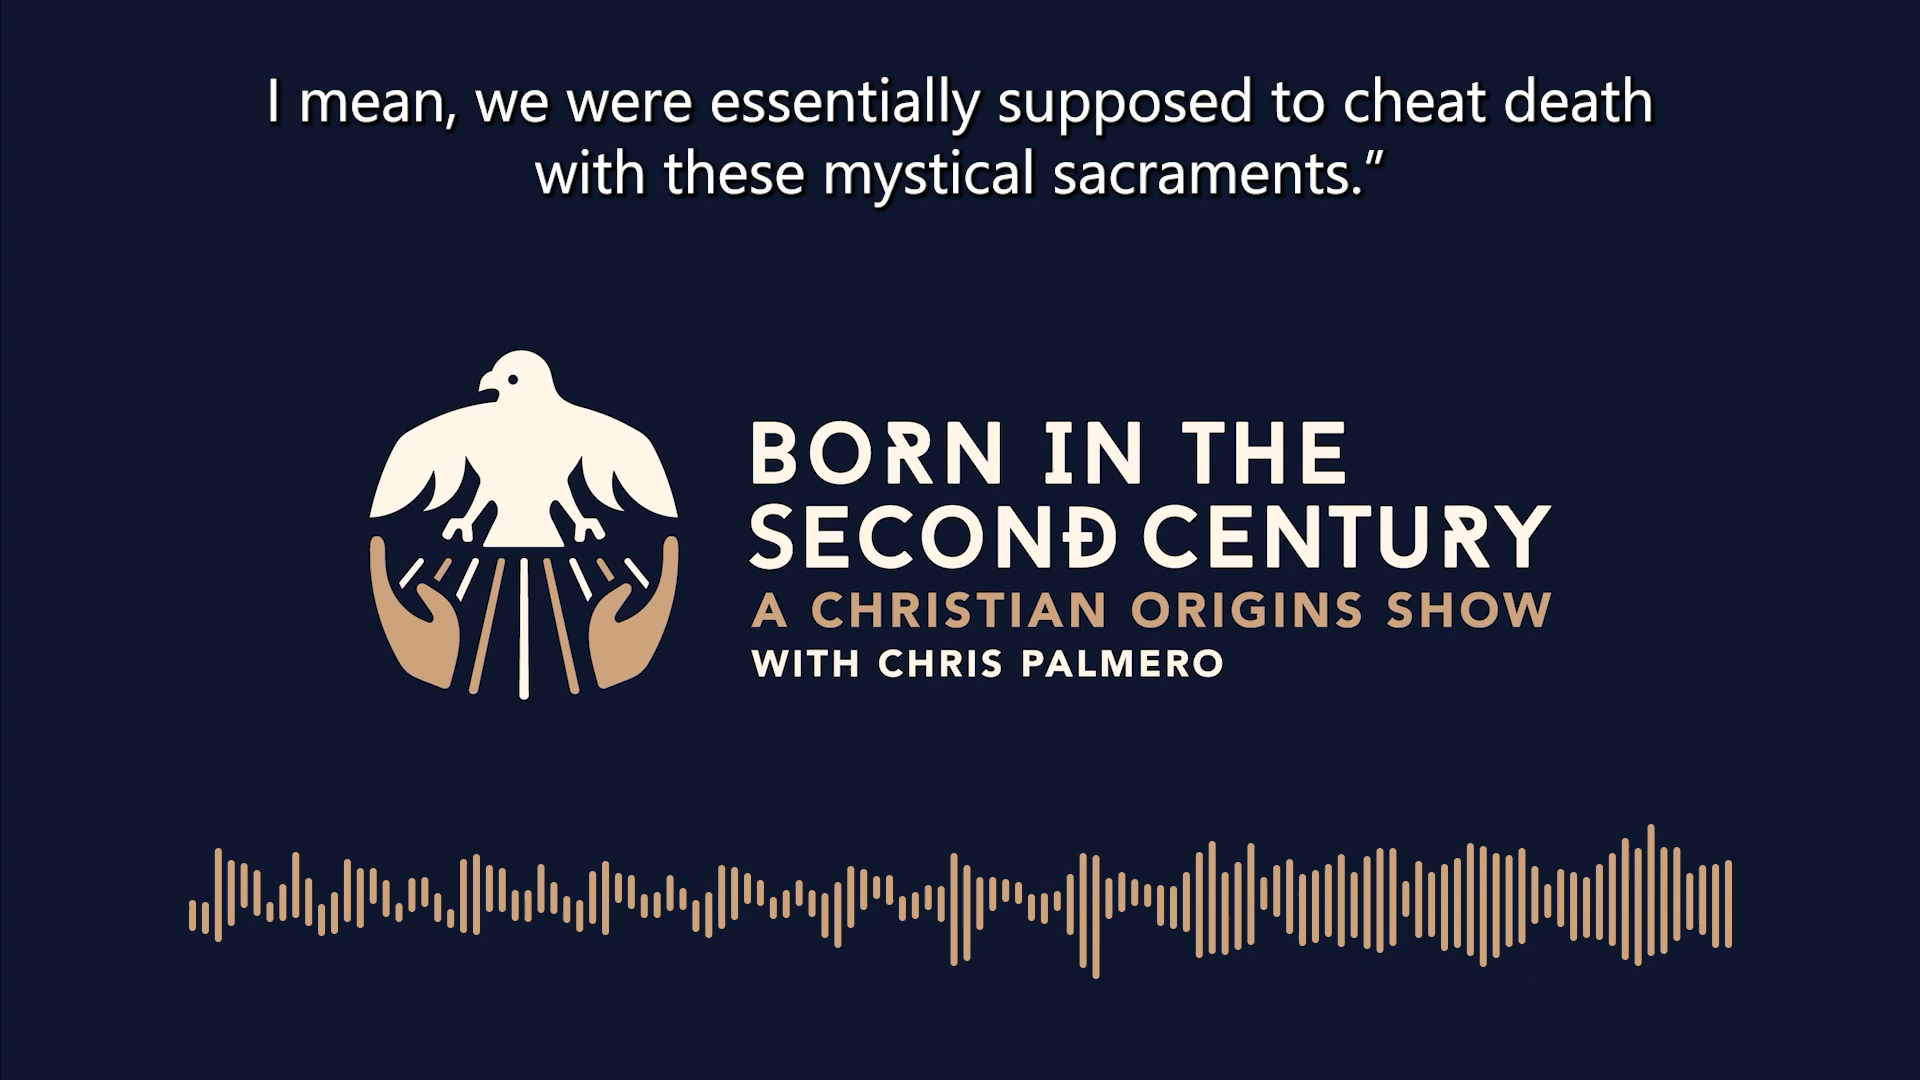 I mean, we were essentially supposed to cheat death
with these mystical sacraments.”
BORN IN THE
SECOND CENTURY
A CHRISTIAN ORIGINS SHOW
WITH CHRIS PALMERO